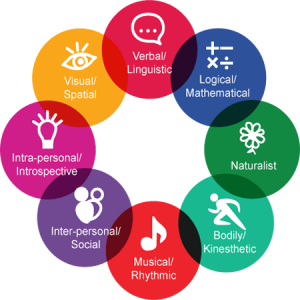 Verbal/
Linguistic
Logical/
Mathematical
Naturalist
Bodily/
Kinesthetic
Musical/
Rhythmic
Inter-personal/
Social
Intra-personal/
Introspective
Visual/
Spatial